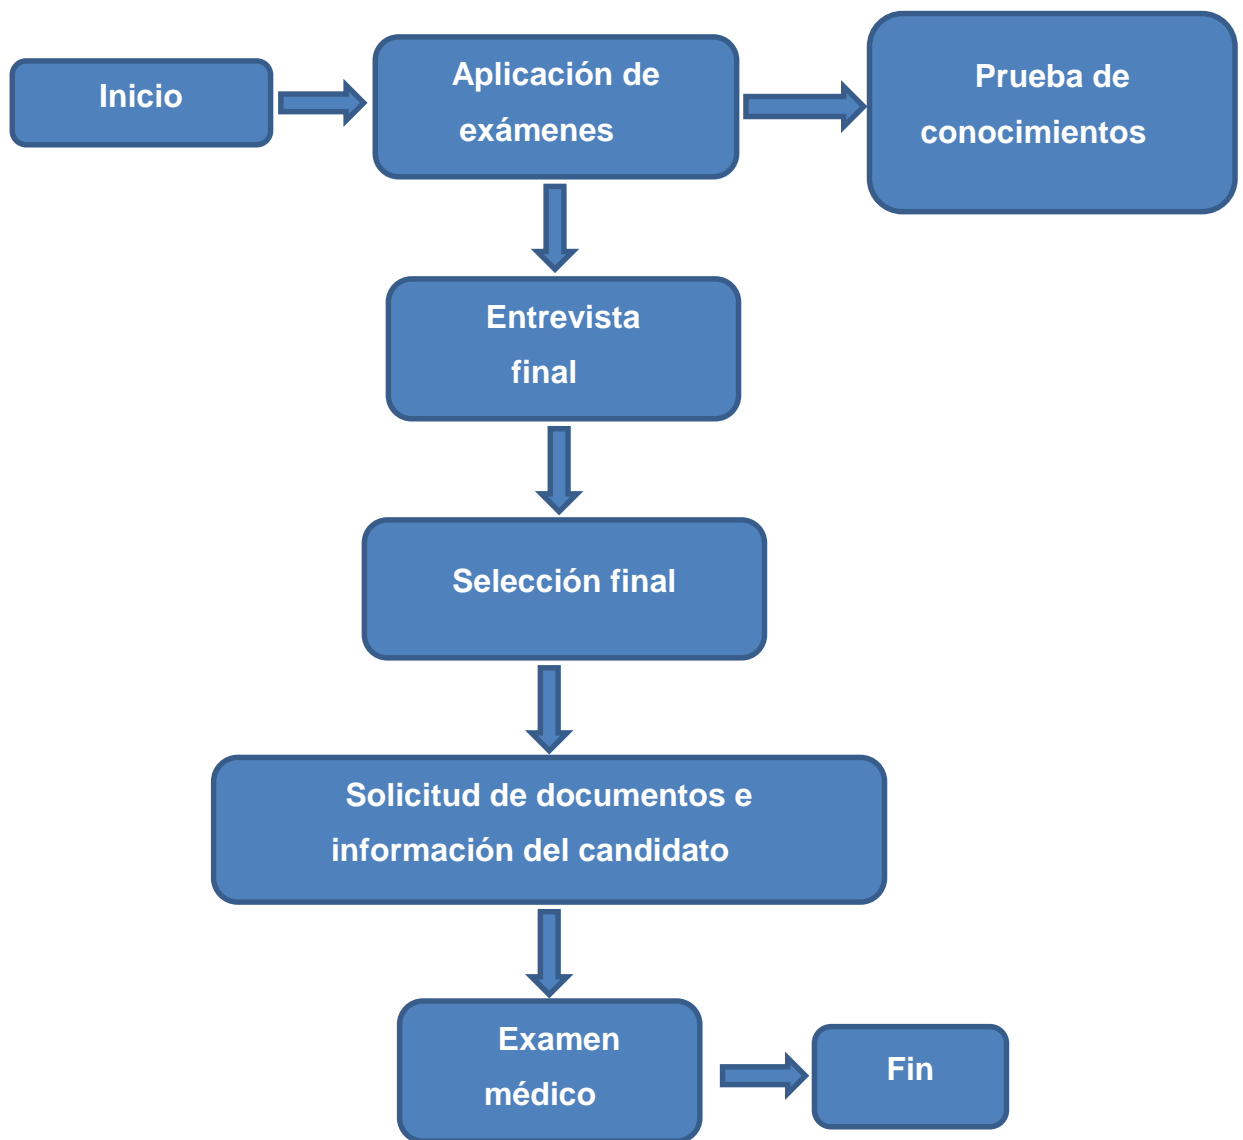 Inicio
Aplicación de
exámenes
Prueba de
conocimientos
Entrevista
final
Selección final
Solicitud de documentos e
información del candidato
Examen
médico
Fin